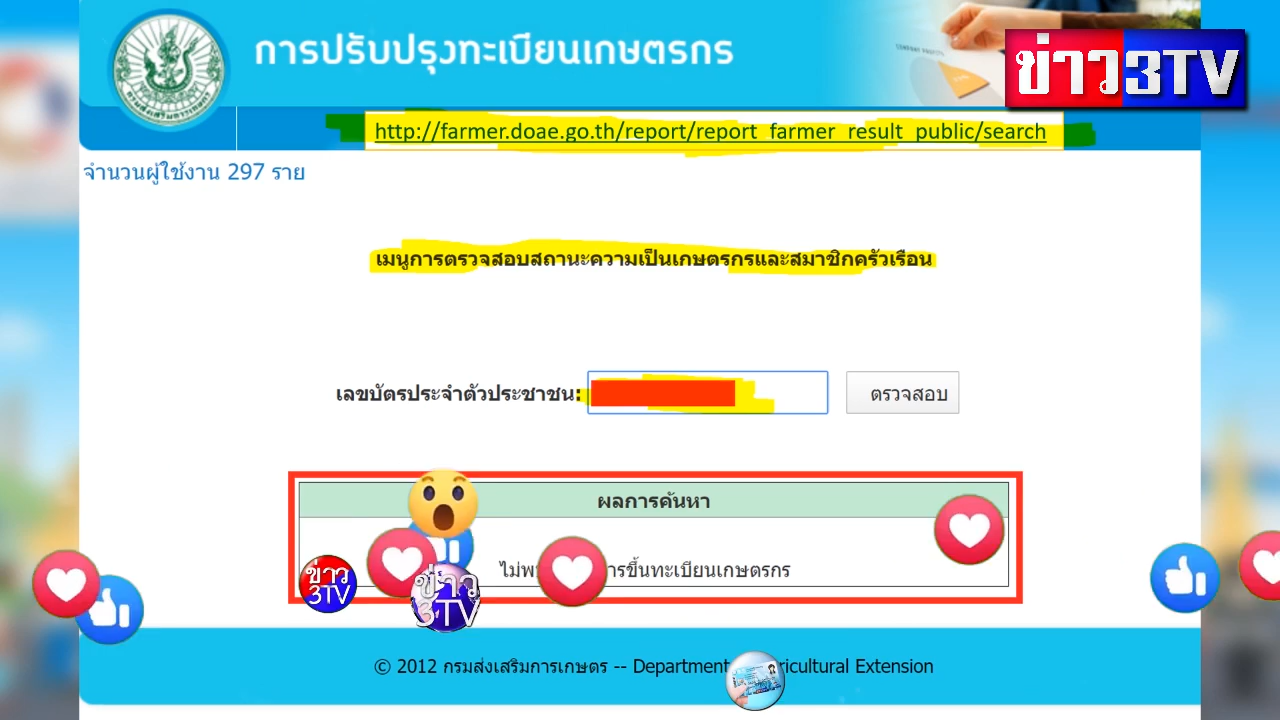 การปรับปรุงทะเบียนเกษตรกร
ข่าว3TV
http://farmer.doae.go.th/report/report_farmer_result_public/search
จำนวนผู้ใช้งาน 297 ราย
เมนูการตรวจสอบสถานะความเป็นเกษตรกรและสมาชิกครัวเรือน
เลขบัตรประจำตัวประชาชน:
ตรวจสอบ
ผลการค้นหา
ไม่พ การขึ้นทะเบียนเกษตรกร
ข่าว
3TV
ข่าว
3TV
© 2012 กรมส่งเสริมการเกษตร -- Department ricultural Extension